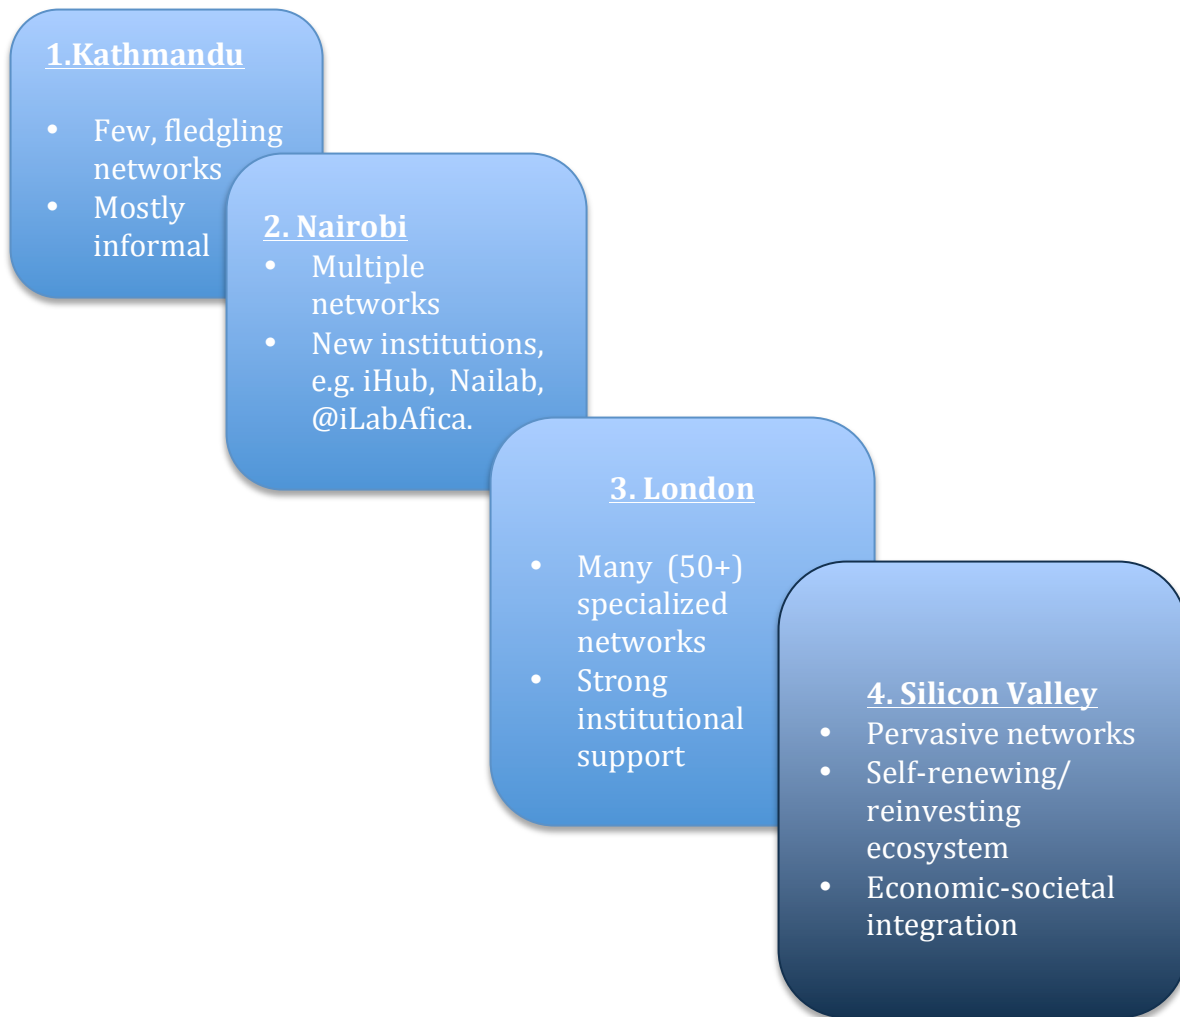 1.Kathmandu
• Few, fledgling
networks
• Mostly
informal
2. Nairobi
• Multiple
networks
• New institutions,
e.g. iHub, Nailab,
@iLabAfica.
3. London
• Many (50+)
specialized
networks
• Strong
institutional
support
4. Silicon Valley
• Pervasive networks
• Self-renewing/
reinvesting
ecosystem
• Economic-societal
integration